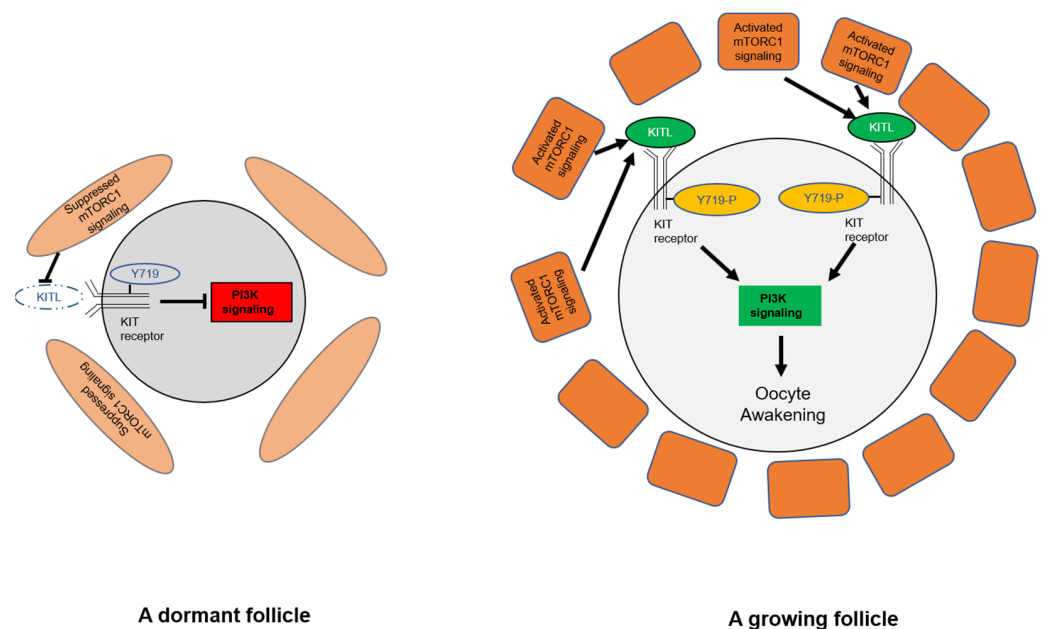 Suppressed
mTORC1
signaling
KITL
Y719
KIT
receptor
PI3K
signaling
Suppressed
mTORC1 signaling
A dormant follicle
Activated
mTORC1
signaling
Activated
mTORC1
signaling
Activated
mTORC1
signaling
Activated
mTORC1
signaling
KITL
KITL
Y719-P
Y719-P
KIT
receptor
KIT
receptor
PI3K
signaling
Oocyte
Awakening
A growing follicle